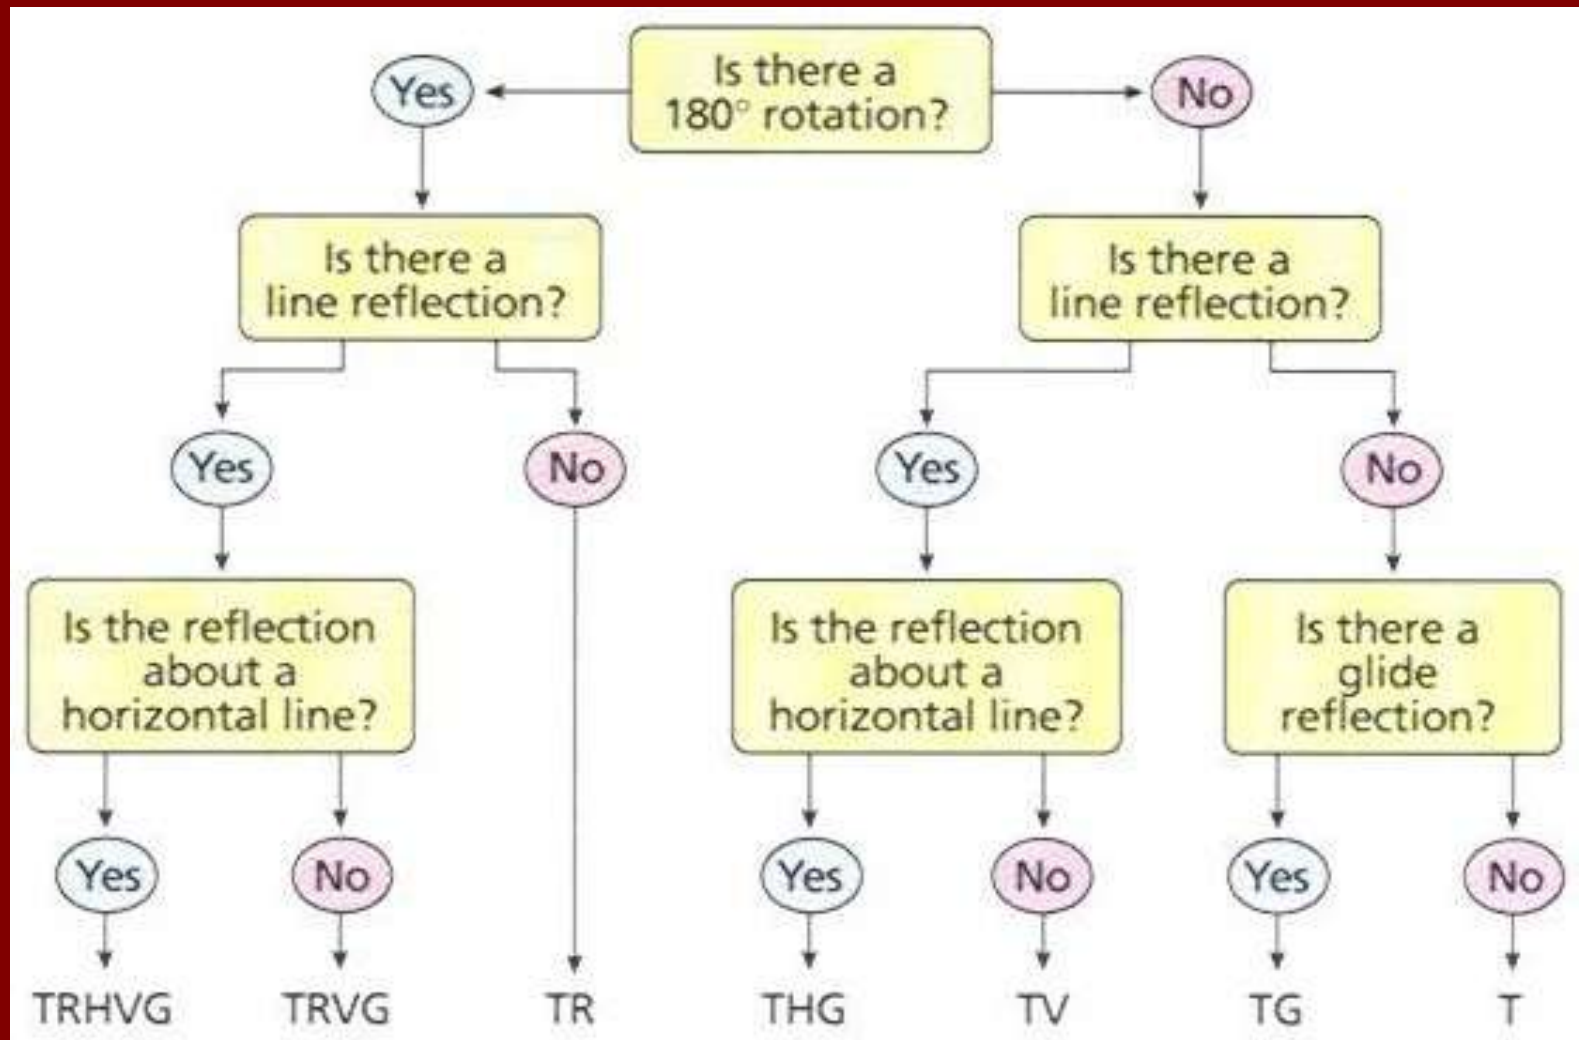 Is there a
180° rotation?
Yes
No
Is there a
line reflection?
Is there a
line reflection?
Yes
No
Yes
No
Is the reflection
about a
horizontal line?
Is the reflection
about a
horizontal line?
Is there a
glide
reflection?
Yes
No
Yes
No
Yes
No
TRHVG
TRVG
TR
THG
TV
TG
T